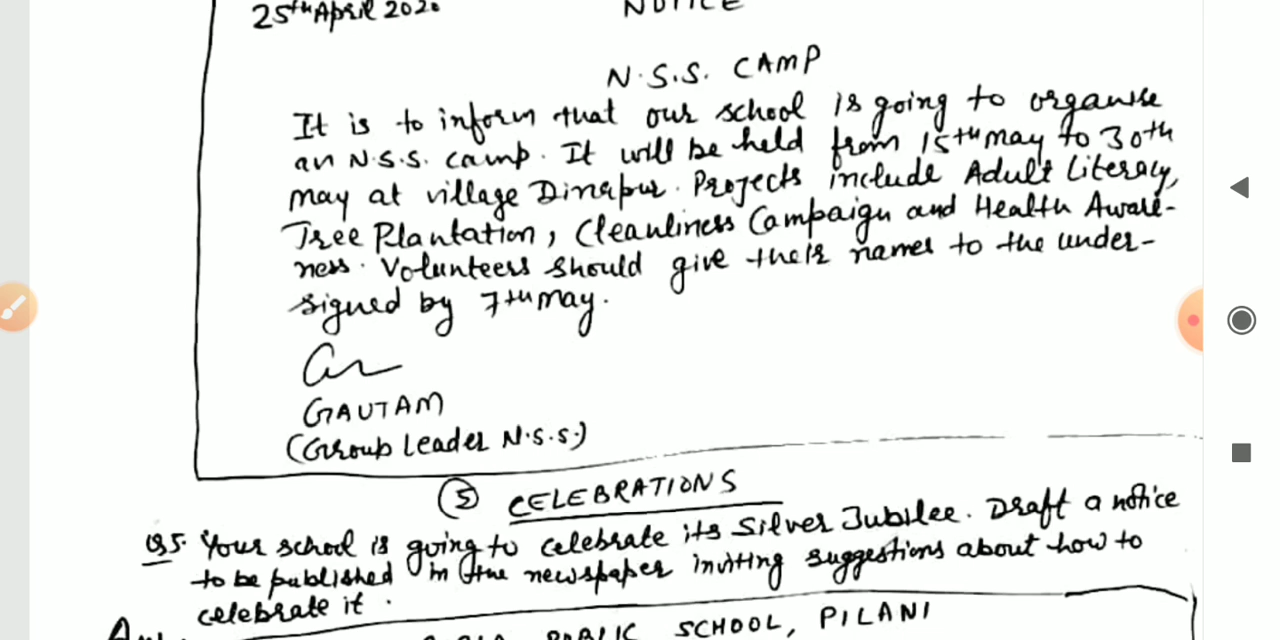 25th April 2020
NOTICE
N.S.S. CAMP
It is to inform that our school is going to organise
an N.S.S. camp. It will be held from 15th may to 30th
may at village Dinapur. Projects include Adult Literacy,
Tree Plantation, Cleanliness Campaign and Health Aware-
ness. Volunteers should give their names to the under-
signed by 7th may.
GAUTAM
(Group Leader N.S.S.)
(5) CELEBRATIONS
Q5. Your school is going to celebrate its Silver Jubilee. Draft a notice
to be published in the newspaper inviting suggestions about how to
celebrate it.
PUBLIC SCHOOL, PILANI